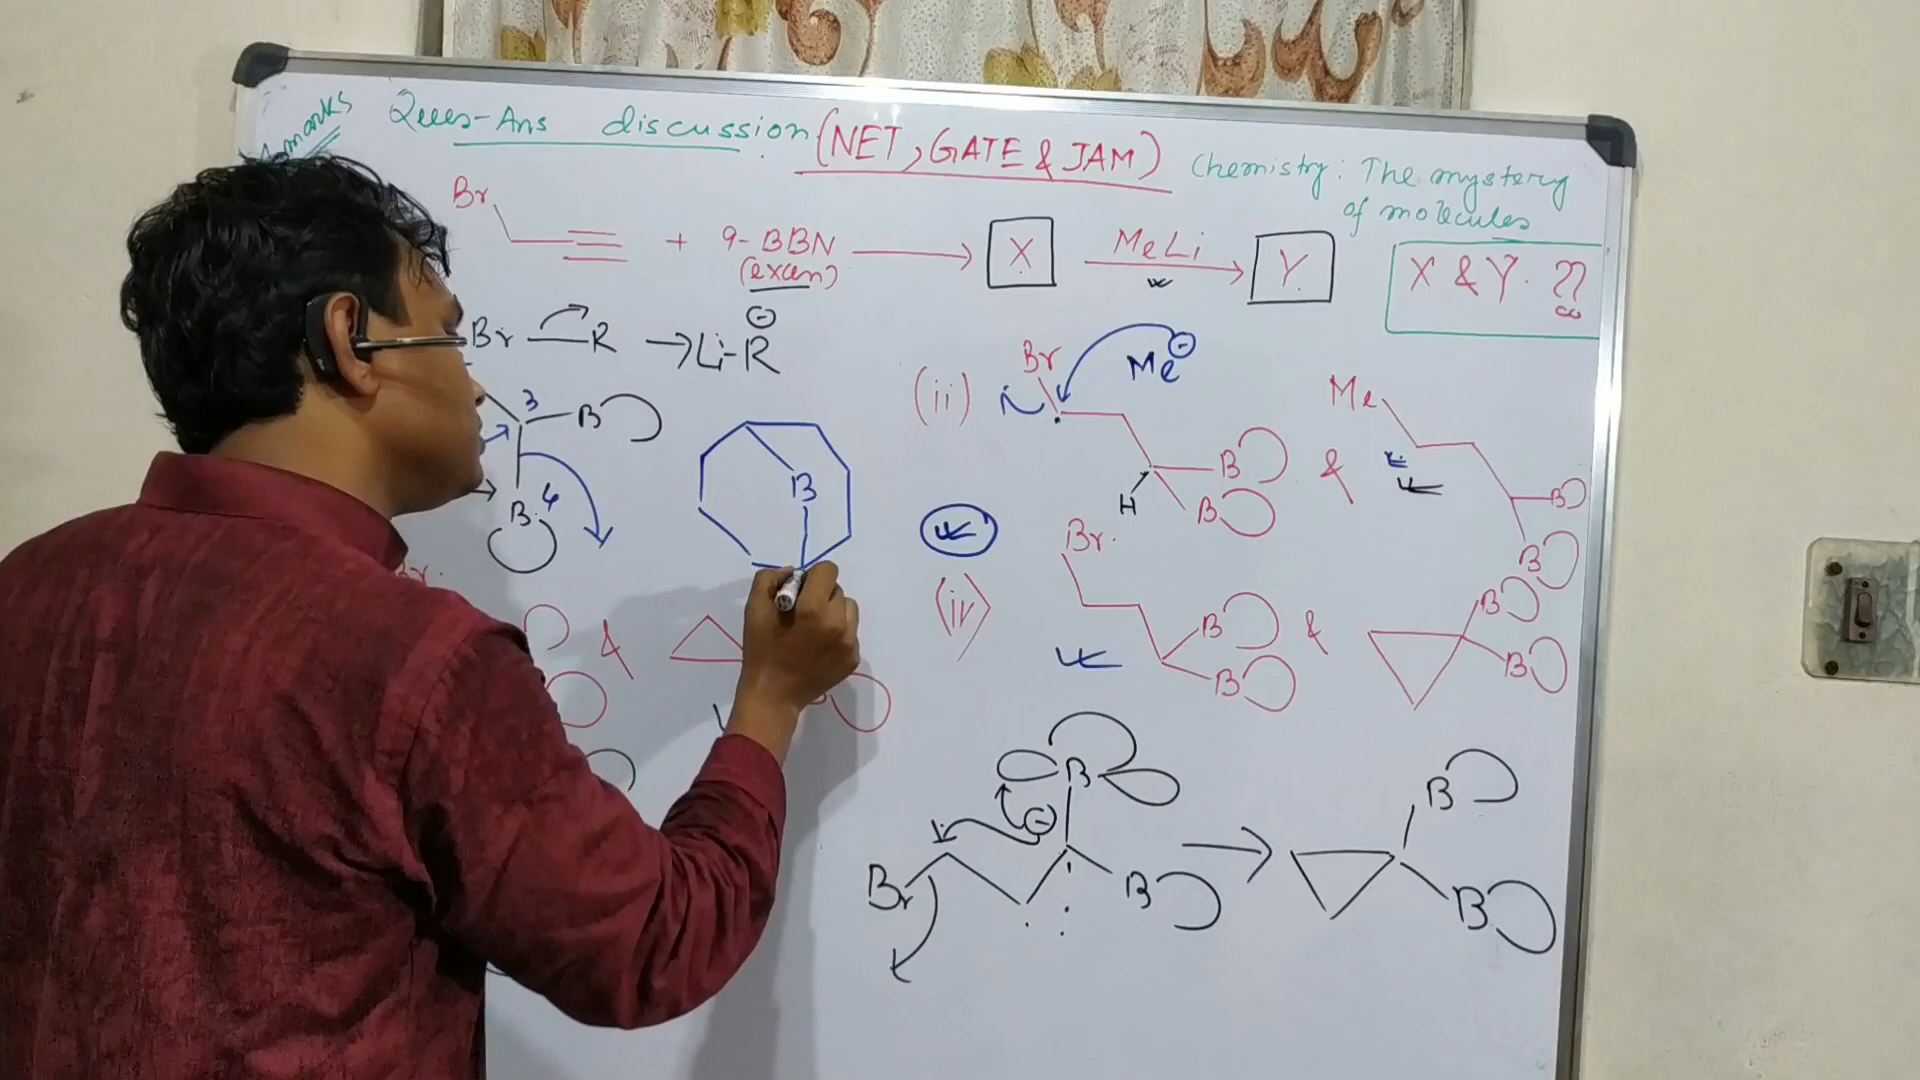 marks
Ques-Ans discussion (NET, GATE & JAM) Chemistry: The mystery
of molecules
Br
+ 9-BBN (excen) X MeLi Y X & Y. ??
Br R Li-R
(ii) Br Me Me
3 B
B 4
B
H B B & B B
Br.
(iv) B B & B B
&
B
Br B
B
B